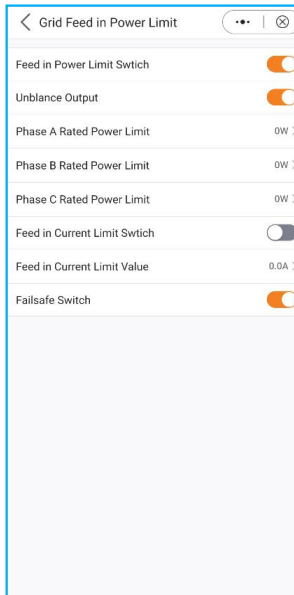 Grid Feed in Power Limit
Feed in Power Limit Swtich
Unblance Output
Phase A Rated Power Limit 0W
Phase B Rated Power Limit 0W
Phase C Rated Power Limit 0W
Feed in Current Limit Swtich
Feed in Current Limit Value 0.0A
Failsafe Switch